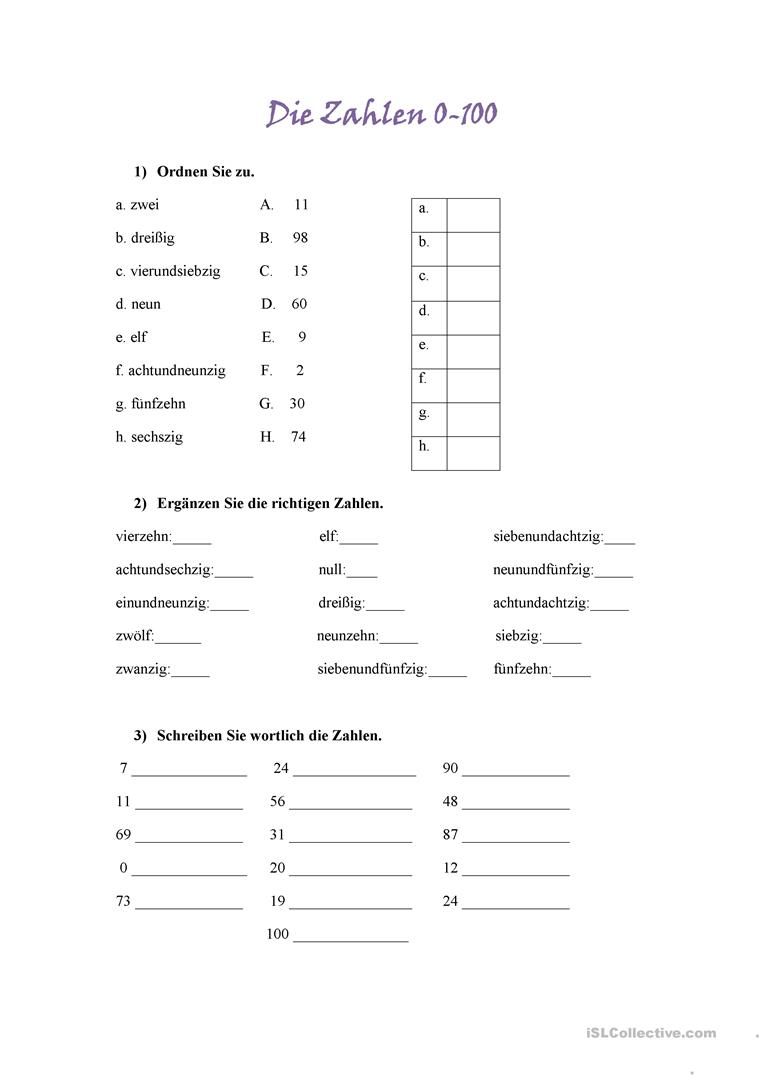 Die Zahlen 0-100
1) Ordnen Sie zu.
a. zwei A. 11 a.
b. dreißig B. 98 b.
c. vierundsiebzig C. 15 c.
d. neun D. 60 d.
e. elf E. 9 e.
f. achtundneunzig F. 2 f.
g. fünfzehn G. 30 g.
h. sechszig H. 74 h.
2) Ergänzen Sie die richtigen Zahlen.
vierzehn:_____ elf:_____ siebenundachtzig:____
achtundsechzig:_____ null:____ neunundfünfzig:_____
einundneunzig:_____ dreißig:_____ achtundachtzig:_____
zwölf:______ neunzehn:_____ siebzig:_____
zwanzig:_____ siebenundfünfzig:_____ fünfzehn:_____
3) Schreiben Sie wortlich die Zahlen.
7 _______________ 24 ________________ 90 ______________
11 ______________ 56 ________________ 48 ______________
69 ______________ 31 ________________ 87 ______________
0 _______________ 20 ________________ 12 ______________
73 ______________ 19 ________________ 24 ______________
100 _______________
iSLCollective.com